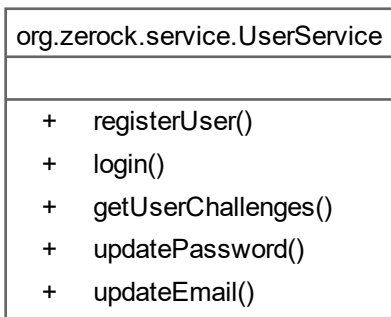 org.zerock.service.UserService
+ registerUser()
+ login()
+ getUserChallenges()
+ updatePassword()
+ updateEmail()